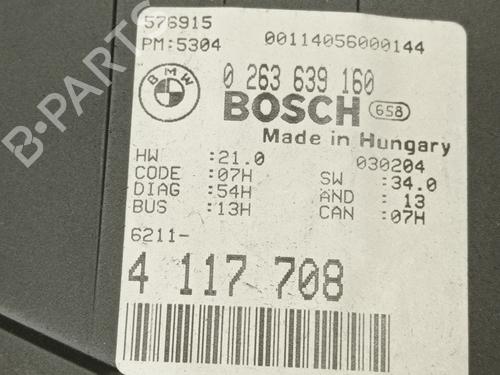 576915
PM:5304 00114056000144
BMW 0 263 639 160
BOSCH 658
Made in Hungary
HW :21.0 030204
CODE :07H SW :34.0
DIAG :54H AND : 13
BUS :13H CAN :07H
6211-
4 117 708